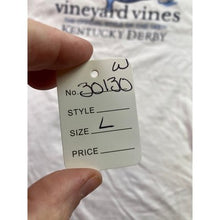 vineyard vines
KENTUCKY DERBY
W
No. 30130
STYLE
SIZE L
PRICE